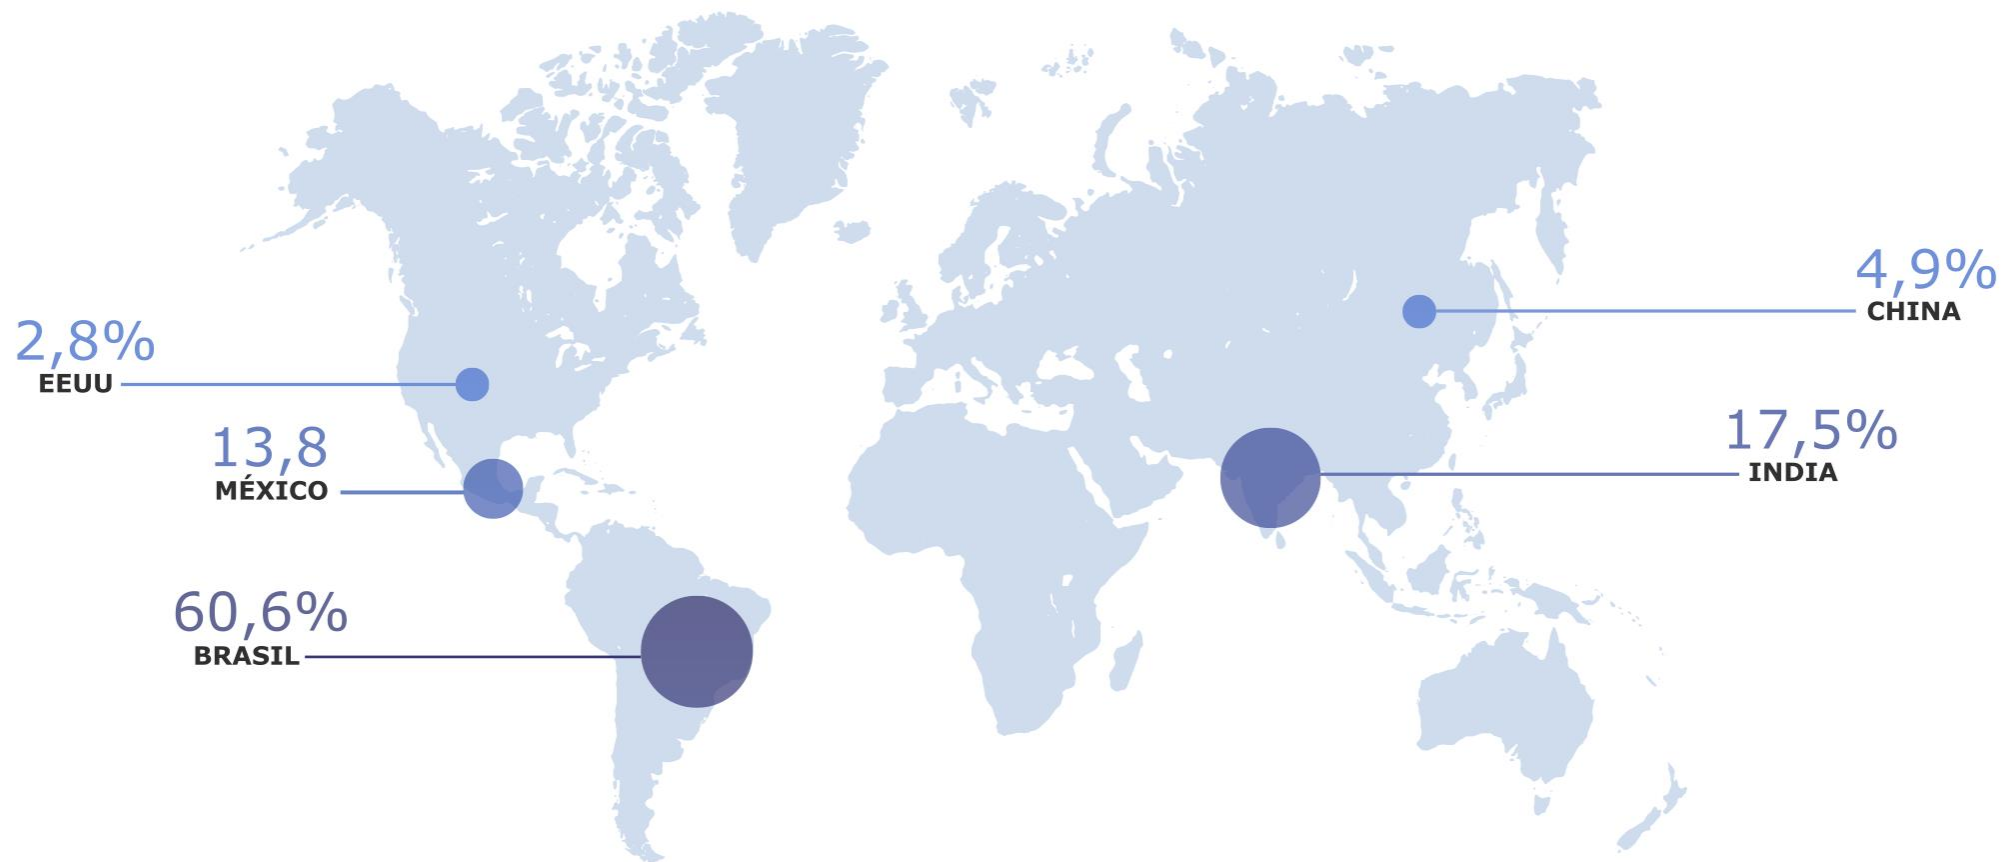 4,9%
CHINA
2,8%
EEUU
17,5%
INDIA
13,8
MÉXICO
60,6%
BRASIL